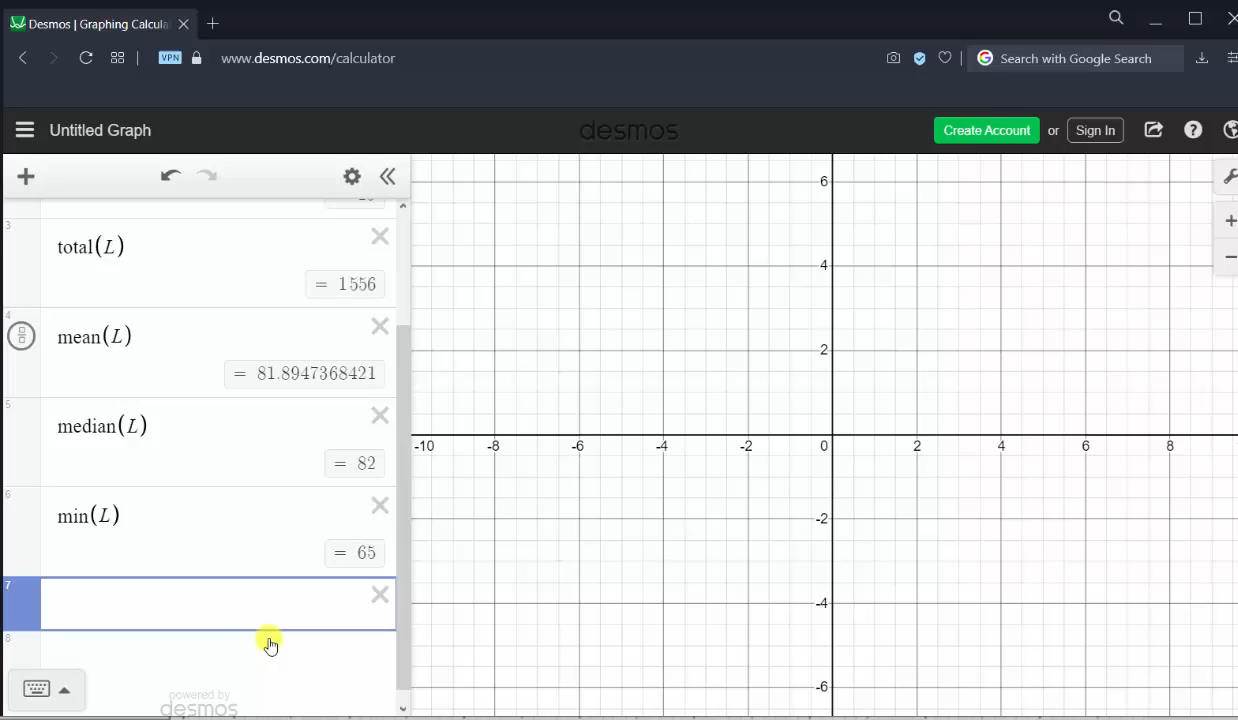 Desmos | Graphing Calcula
VPN
www.desmos.com/calculator
Search with Google Search
Untitled Graph
desmos
Create Account
or
Sign In
3
total(L)
= 1556
4
mean(L)
= 81.8947368421
5
median(L)
= 82
6
min(L)
= 65
7
8
powered by
desmos
6
4
2
-10
-8
-6
-4
-2
0
2
4
6
8
-2
-4
-6